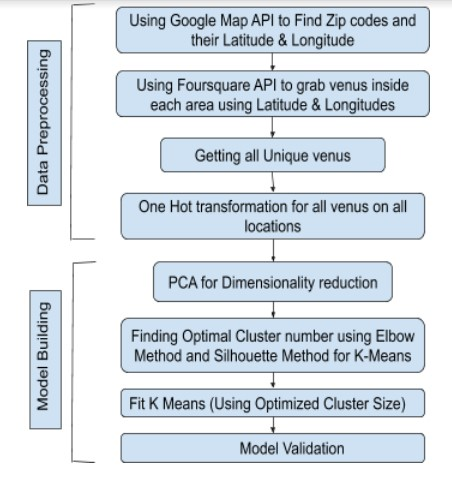 Using Google Map API to Find Zip codes and
their Latitude & Longitude
Using Foursquare API to grab venus inside
each area using Latitude & Longitudes
Getting all Unique venus
One Hot transformation for all venus on all
locations
Data Preprocessing
PCA for Dimensionality reduction
Finding Optimal Cluster number using Elbow
Method and Silhouette Method for K-Means
Fit K Means (Using Optimized Cluster Size)
Model Validation
Model Building